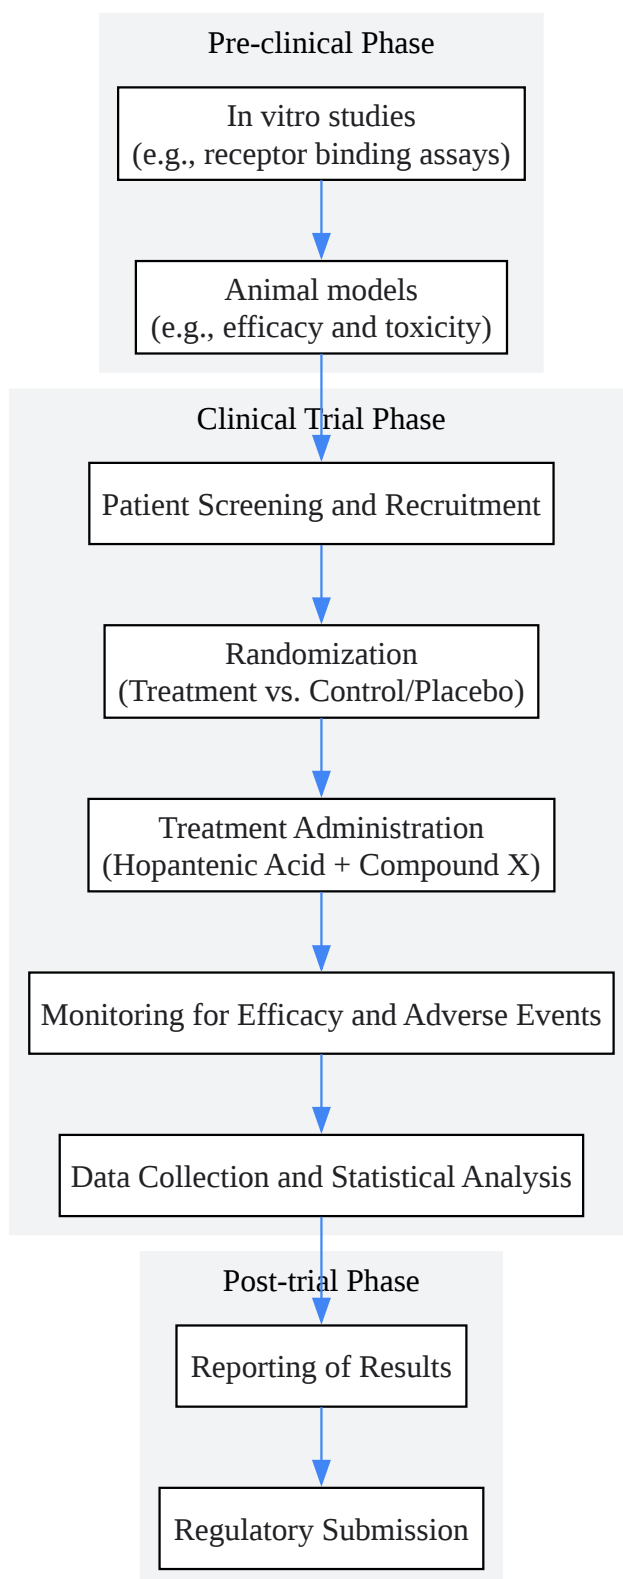 Pre-clinical Phase
In vitro studies
(e.g., receptor binding assays)
Animal models
(e.g., efficacy and toxicity)
Clinical Trial Phase
Patient Screening and Recruitment
Randomization
(Treatment vs. Control/Placebo)
Treatment Administration
(Hopantenic Acid + Compound X)
Monitoring for Efficacy and Adverse Events
Data Collection and Statistical Analysis
Post-trial Phase
Reporting of Results
Regulatory Submission